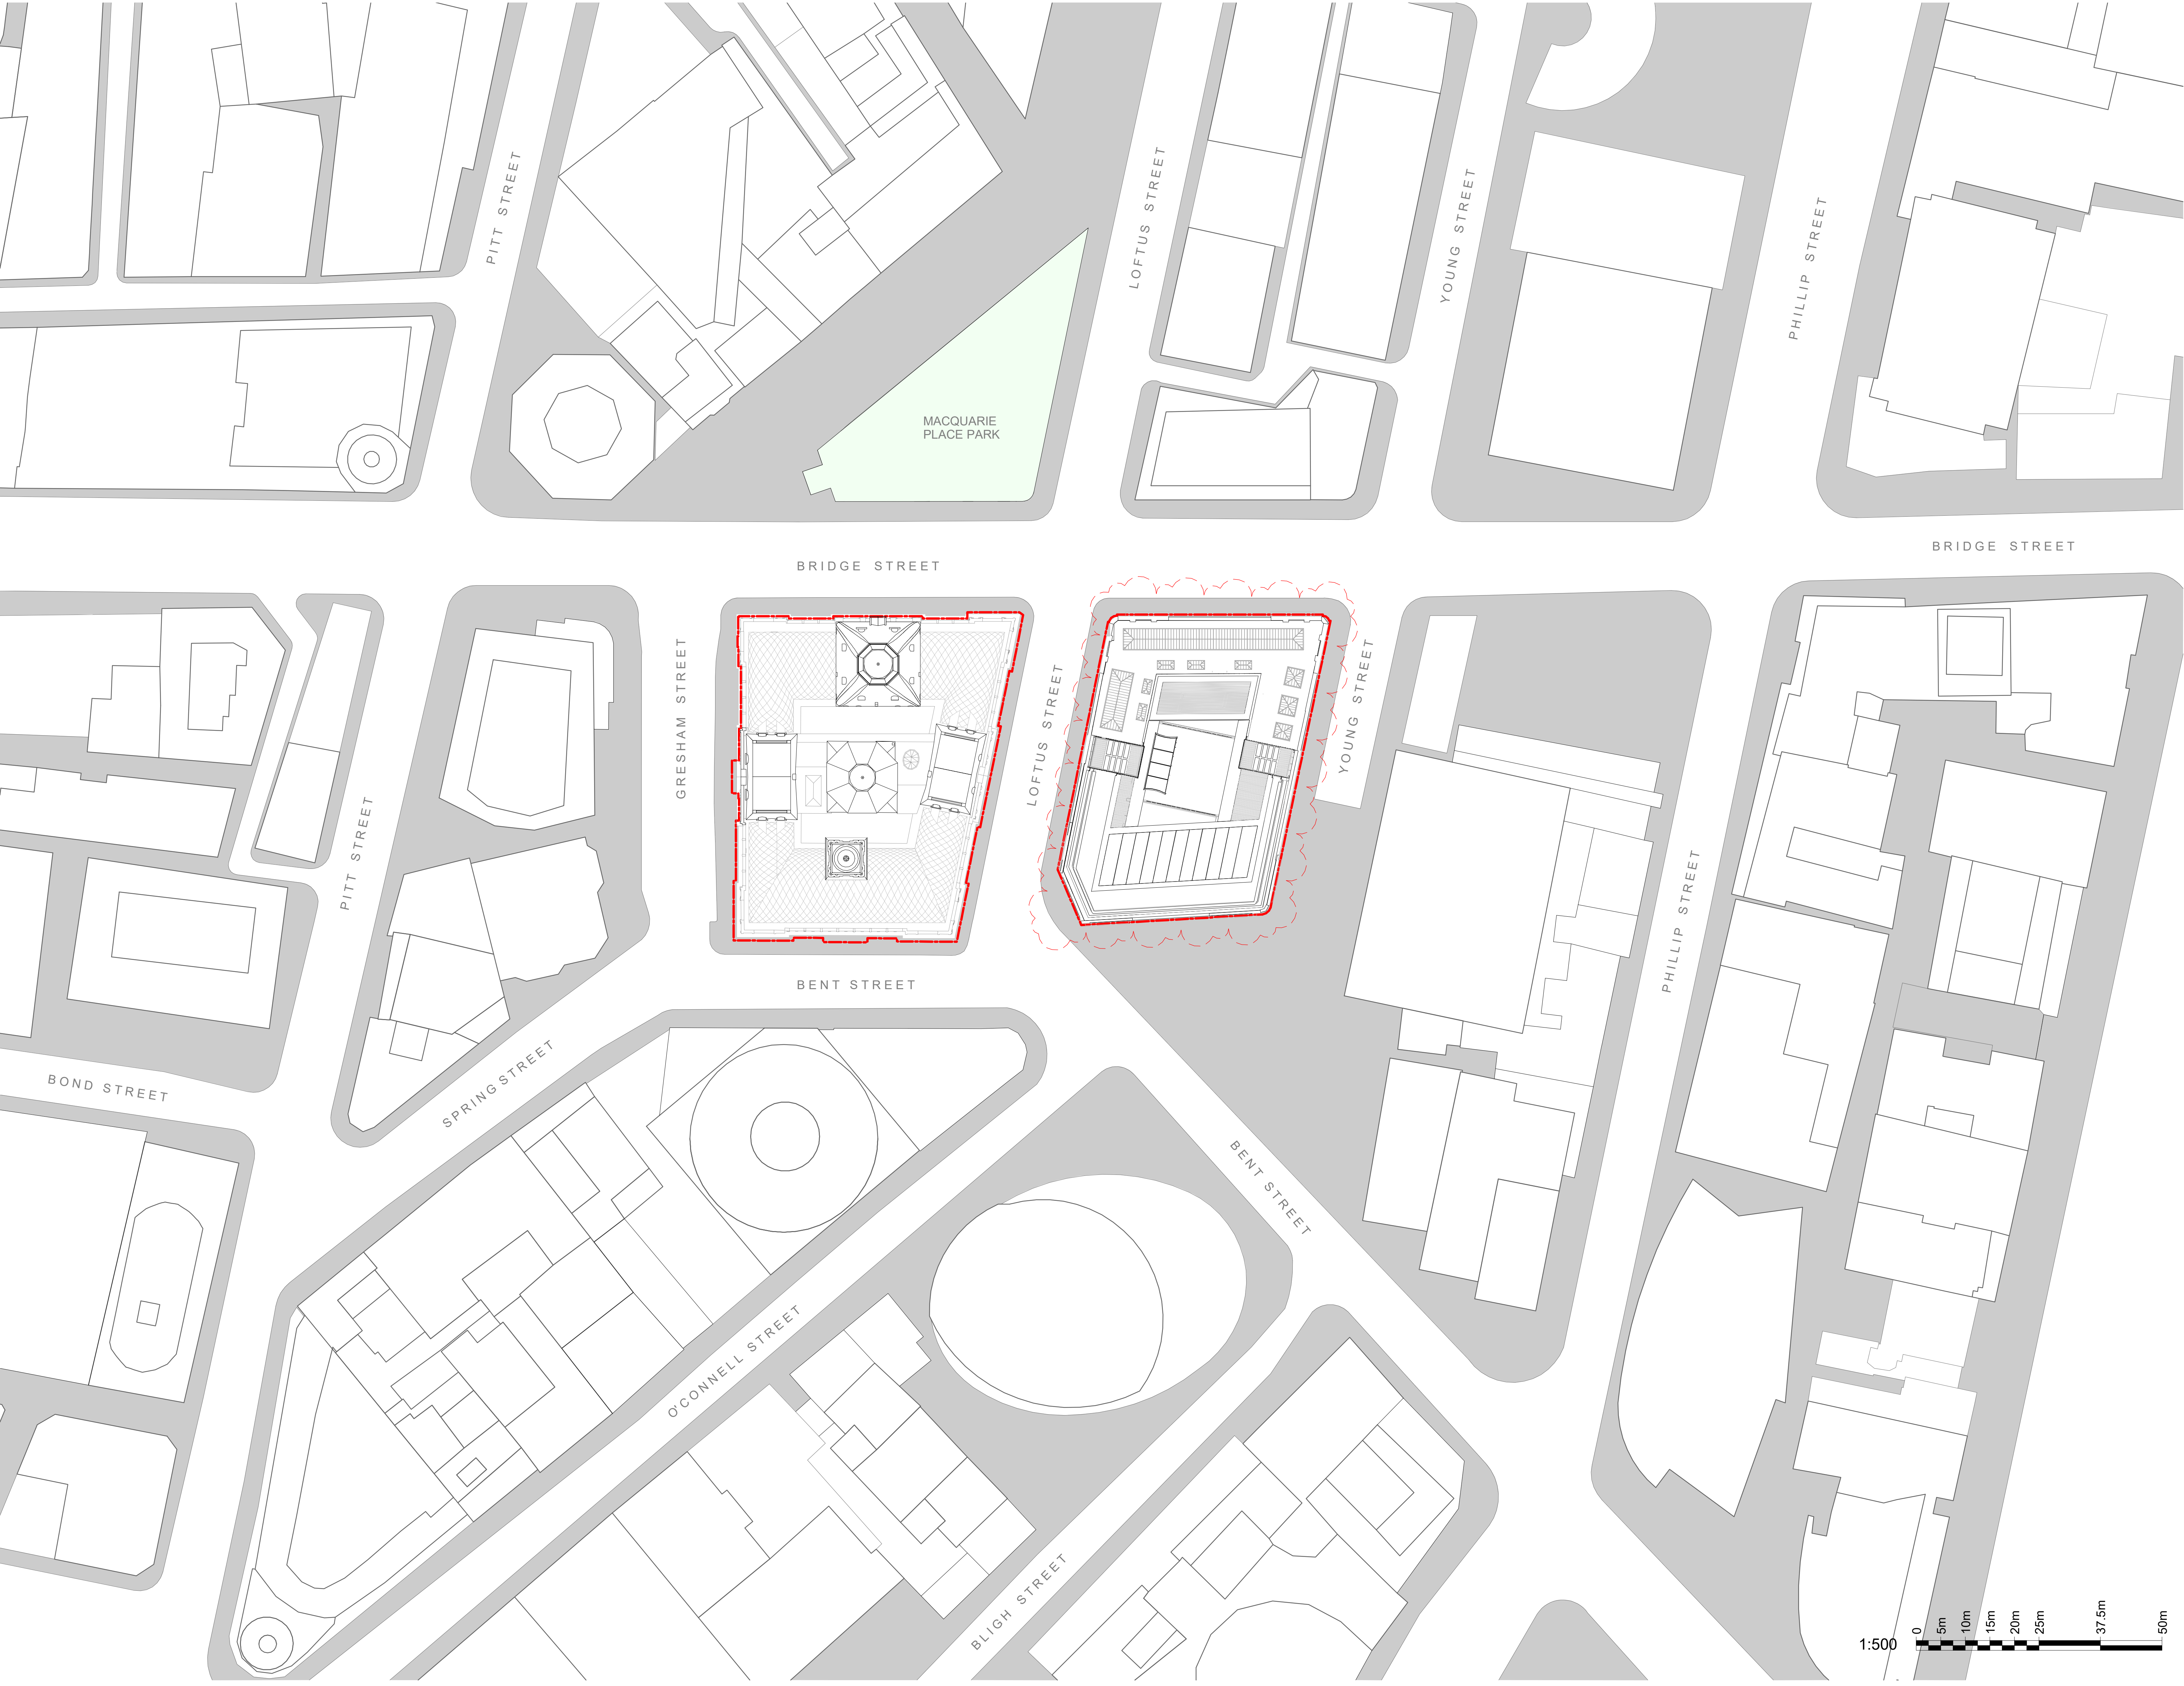 PITT STREET
LOFTUS STREET
YOUNG STREET
PHILLIP STREET
MACQUARIE
PLACE PARK
BRIDGE STREET
BRIDGE STREET
GRESHAM STREET
LOFTUS STREET
YOUNG STREET
PITT STREET
PHILLIP STREET
BENT STREET
SPRING STREET
BOND STREET
BENT STREET
O'CONNELL STREET
BLIGH STREET
1:500
0
5m
10m
15m
20m
25m
37.5m
50m